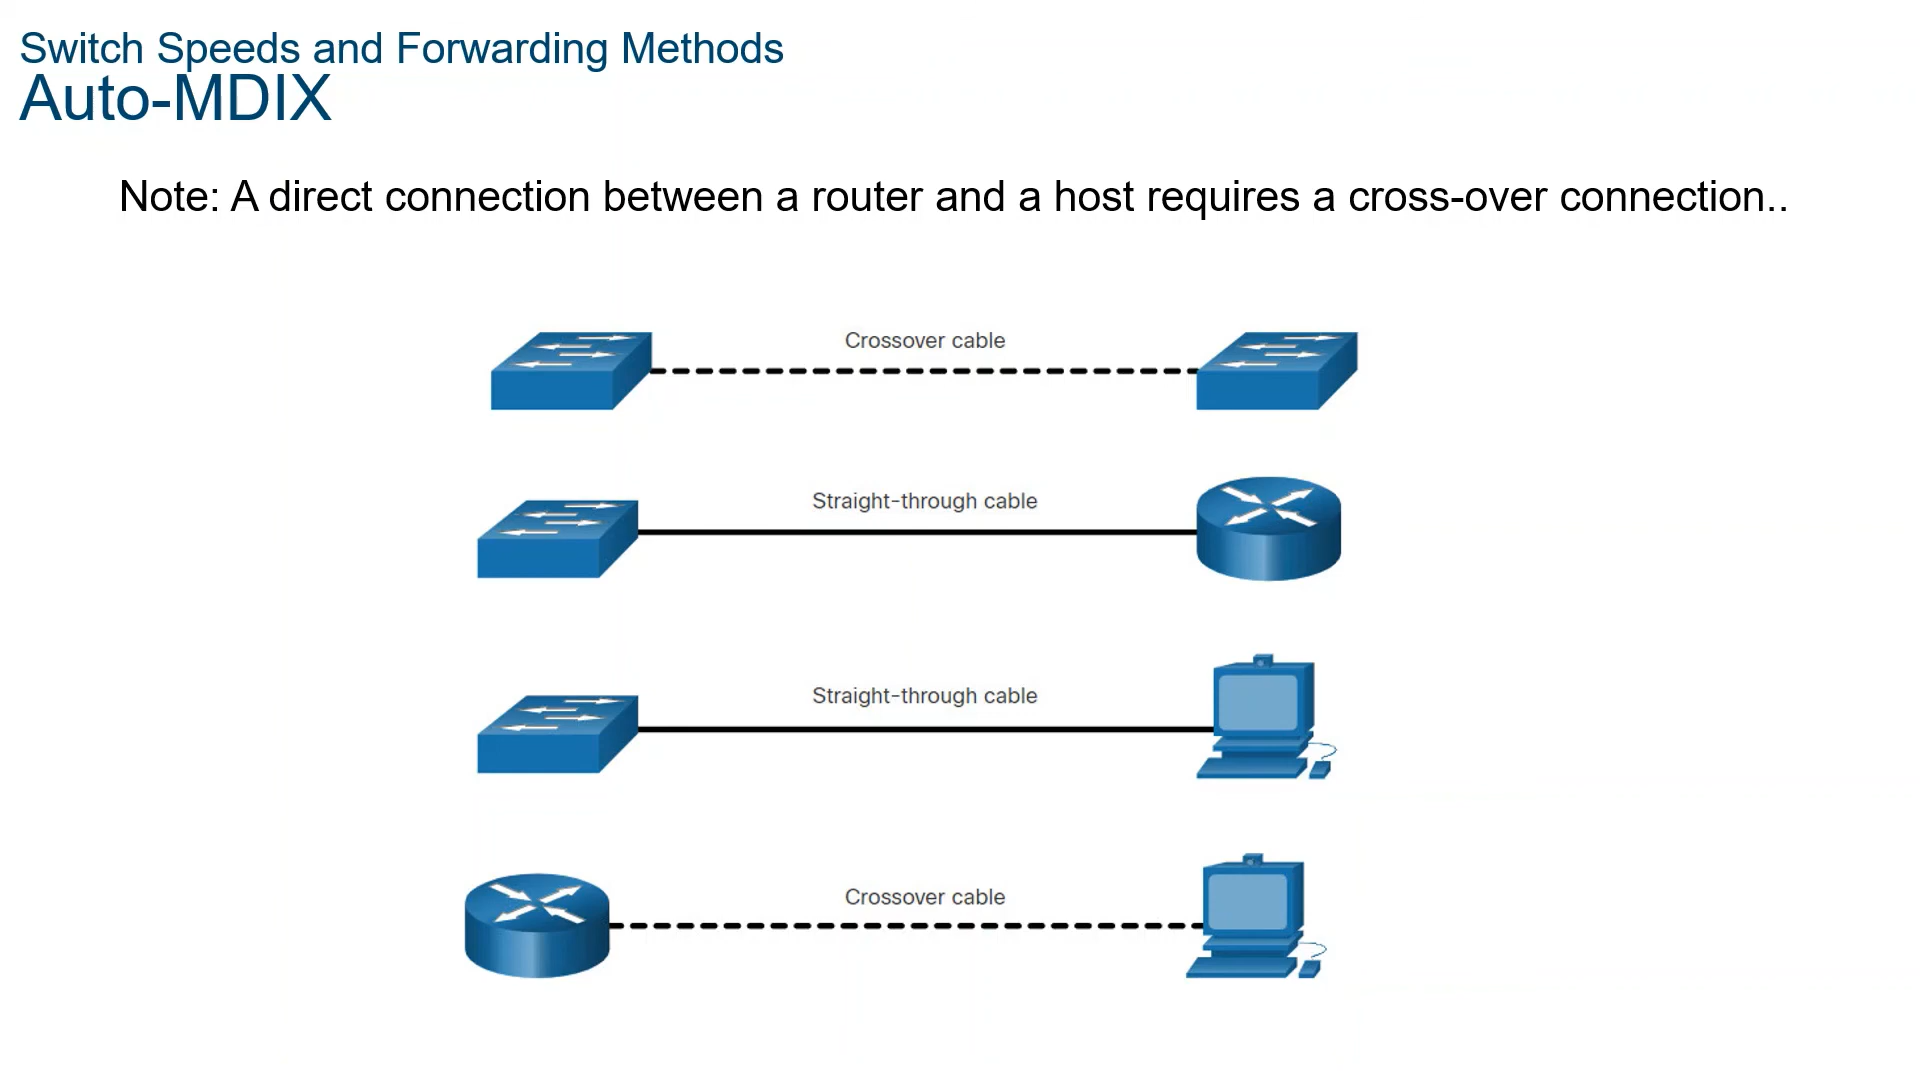 Switch Speeds and Forwarding Methods
Auto-MDIX
Note: A direct connection between a router and a host requires a cross-over connection..
Crossover cable
Straight-through cable
Straight-through cable
Crossover cable